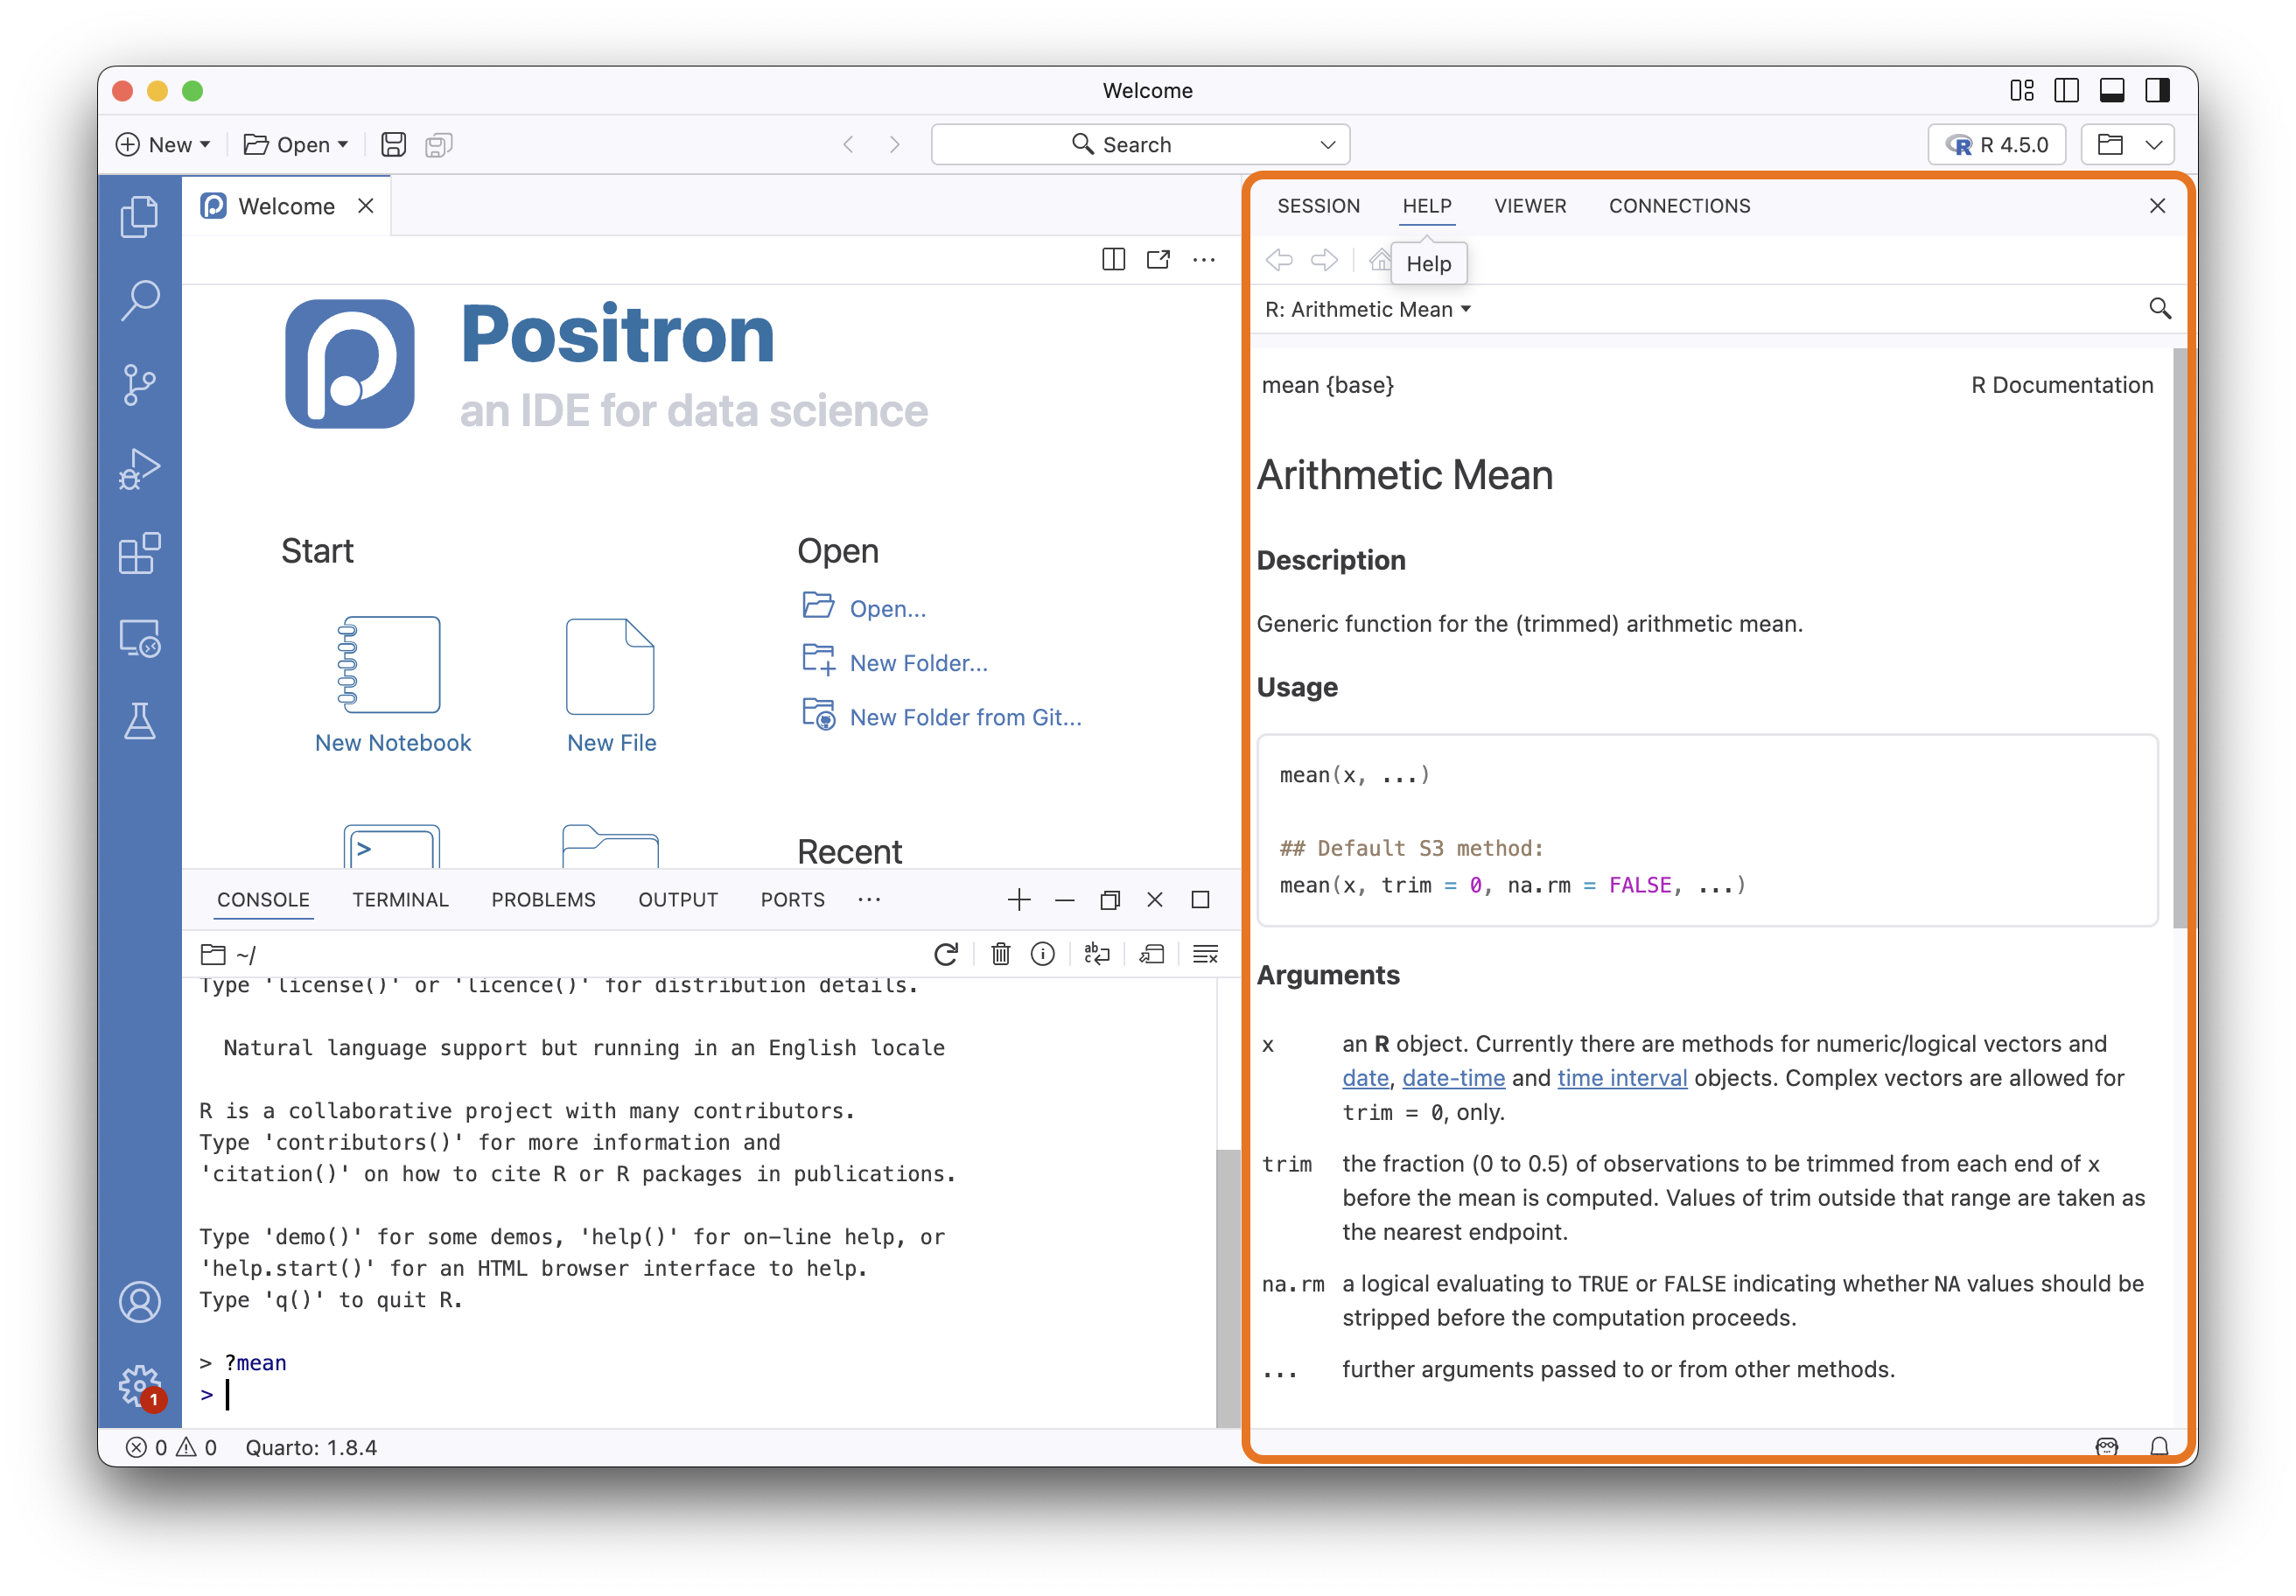 Welcome
New
Open
Search
R 4.5.0
Welcome
Positron
an IDE for data science
Start
Open
Open...
New Folder...
New Folder from Git...
New Notebook
New File
>
Recent
CONSOLE TERMINAL PROBLEMS OUTPUT PORTS ...
~/
Type 'license()' or 'licence()' for distribution details.
Natural language support but running in an English locale
R is a collaborative project with many contributors.
Type 'contributors()' for more information and
'citation()' on how to cite R or R packages in publications.
Type 'demo()' for some demos, 'help()' for on-line help, or
'help.start()' for an HTML browser interface to help.
Type 'q()' to quit R.
> ?mean
>
1
SESSION HELP VIEWER CONNECTIONS
Help
R: Arithmetic Mean
mean {base} R Documentation
Arithmetic Mean
Description
Generic function for the (trimmed) arithmetic mean.
Usage
mean(x, ...)
## Default S3 method:
mean(x, trim = 0, na.rm = FALSE, ...)
Arguments
x an R object. Currently there are methods for numeric/logical vectors and
date, date-time and time interval objects. Complex vectors are allowed for
trim = 0, only.
trim the fraction (0 to 0.5) of observations to be trimmed from each end of x
before the mean is computed. Values of trim outside that range are taken as
the nearest endpoint.
na.rm a logical evaluating to TRUE or FALSE indicating whether NA values should be
stripped before the computation proceeds.
... further arguments passed to or from other methods.
0 0 Quarto: 1.8.4